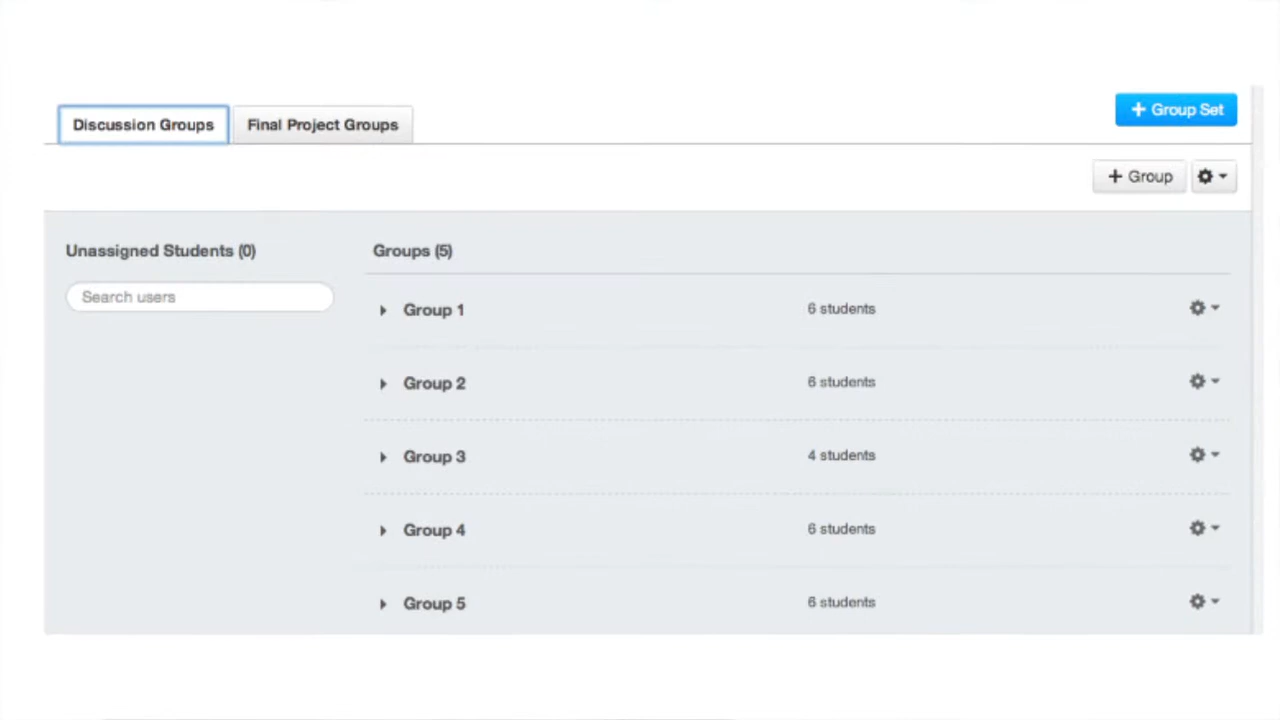 Discussion Groups
Final Project Groups
+ Group Set
+ Group
Unassigned Students (0)
Groups (5)
Search users
Group 1
6 students
Group 2
6 students
Group 3
4 students
Group 4
6 students
Group 5
6 students